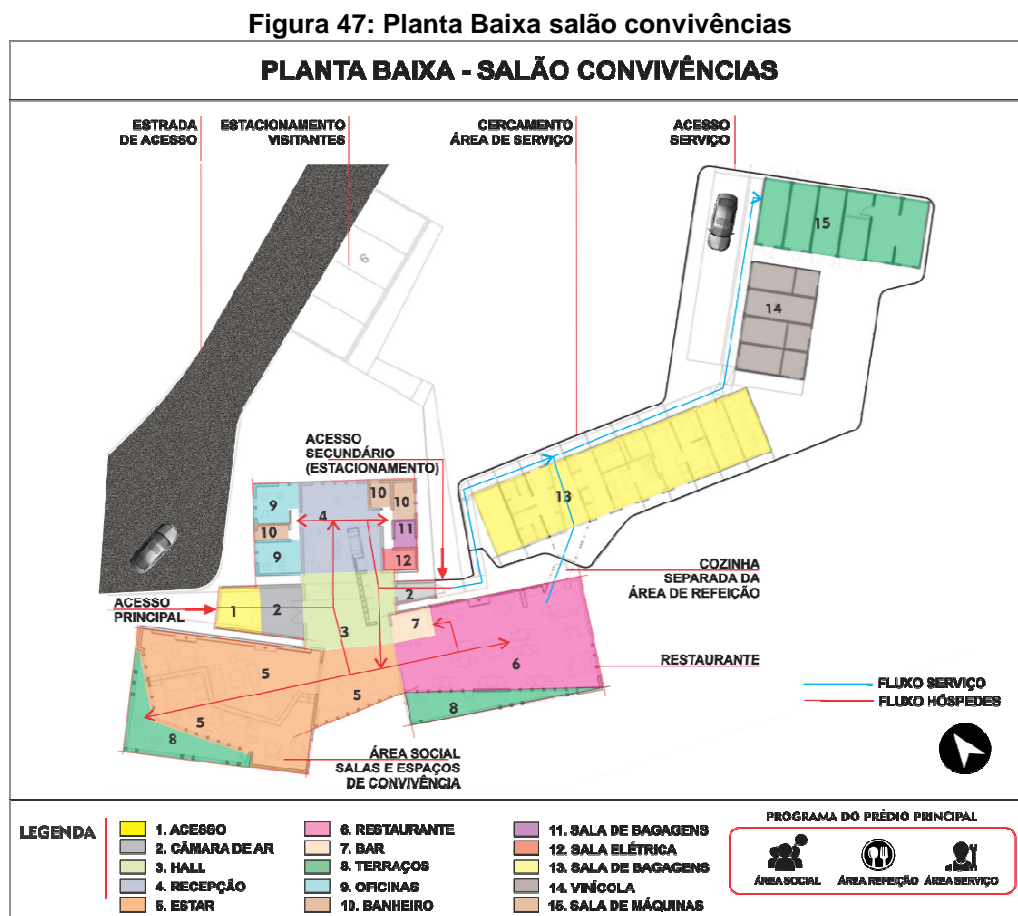 Figura 47: Planta Baixa salão convivências
PLANTA BAIXA - SALÃO CONVIVÊNCIAS
ESTRADA
DE ACESSO
ESTACIONAMENTO
VISITANTES
CERCAMENTO
ÁREA DE SERVIÇO
ACESSO
SERVIÇO
15
6
14
ACESSO
SECUNDÁRIO
(ESTACIONAMENTO)
9
4
10
10
13
10
11
9
12
COZINHA
SEPARADA DA
ÁREA DE REFEIÇÃO
2
ACESSO
PRINCIPAL
1
2
3
7
RESTAURANTE
5
6
5
5
8
8
FLUXO SERVIÇO
FLUXO HÓSPEDES
ÁREA SOCIAL
SALAS E ESPAÇOS
DE CONVIVÊNCIA
LEGENDA
1. ACESSO
2. CÂMARA DE AR
3. HALL
4. RECEPÇÃO
5. ESTAR
6. RESTAURANTE
7. BAR
8. TERRAÇOS
9. OFICINAS
10. BANHEIRO
11. SALA DE BAGAGENS
12. SALA ELÉTRICA
13. SALA DE BAGAGENS
14. VINÍCOLA
15. SALA DE MÁQUINAS
PROGRAMA DO PRÉDIO PRINCIPAL
ÁREA SOCIAL
ÁREA REFEIÇÃO
ÁREA SERVIÇO